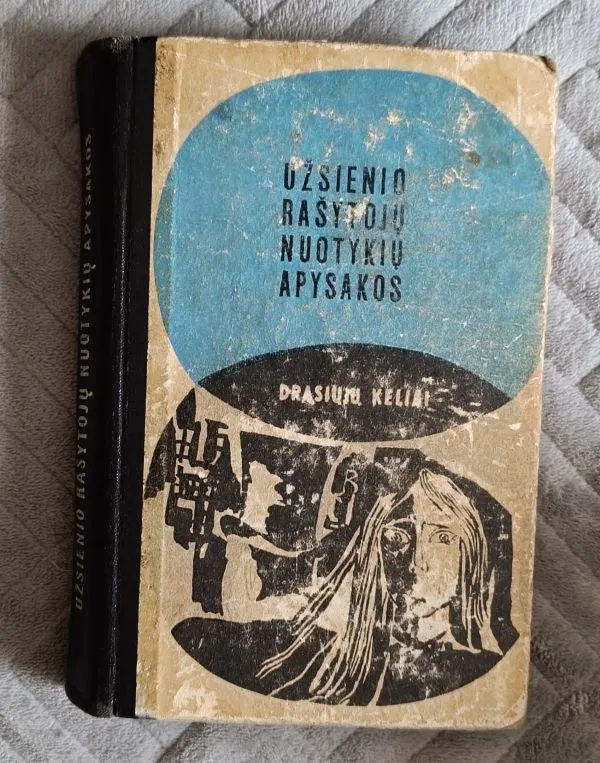 UŽSIENIO
RAŠYTOJŲ
NUOTYKIŲ
APYSAKOS
DRĄSIŲJŲ KELIAI
UŽSIENIO RAŠYTOJŲ NUOTYKIŲ APYSAKOS